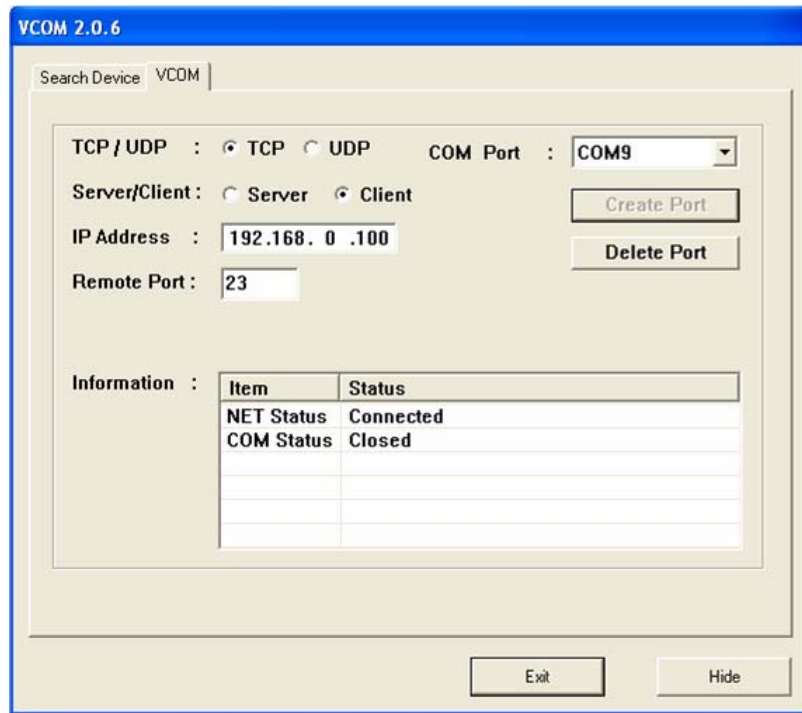 VCOM 2.0.6
Search Device VCOM
TCP / UDP : TCP UDP COM Port : COM9
Server/Client : Server Client Create Port
IP Address : 192.168. 0 .100 Delete Port
Remote Port : 23
Information : Item Status
NET Status Connected
COM Status Closed
Exit Hide